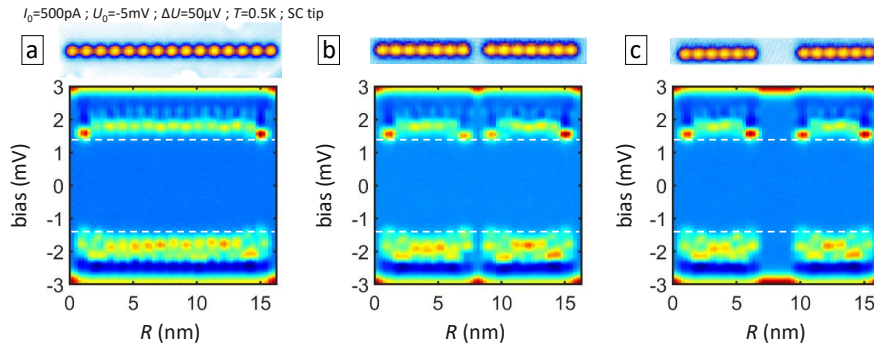 I₀=500pA ; U₀=-5mV ; ΔU=50µV ; T=0.5K ; SC tip
a b c
3 3 3
2 2 2
1 1 1
0 0 0
-1 -1 -1
-2 -2 -2
-3 -3 -3
bias (mV) bias (mV) bias (mV)
0 5 10 15 0 5 10 15 0 5 10 15
R (nm) R (nm) R (nm)